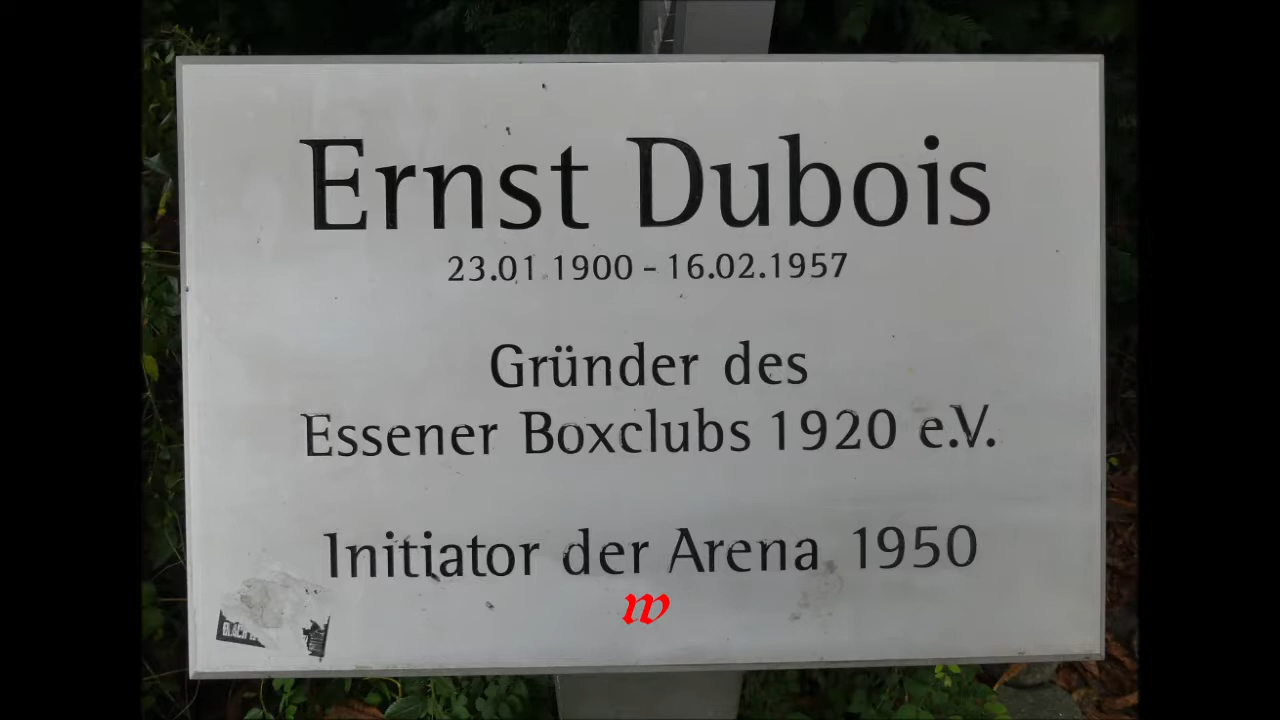 Ernst Dubois
23.01.1900 - 16.02.1957
Gründer des
Essener Boxclubs 1920 e.V.
Initiator der Arena 1950
w